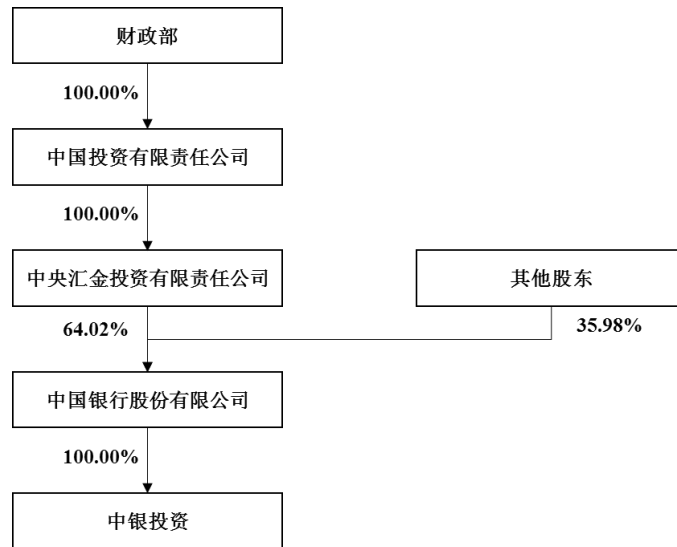 财政部
100.00%
中国投资有限责任公司
100.00%
中央汇金投资有限责任公司
其他股东
64.02%
35.98%
中国银行股份有限公司
100.00%
中银投资